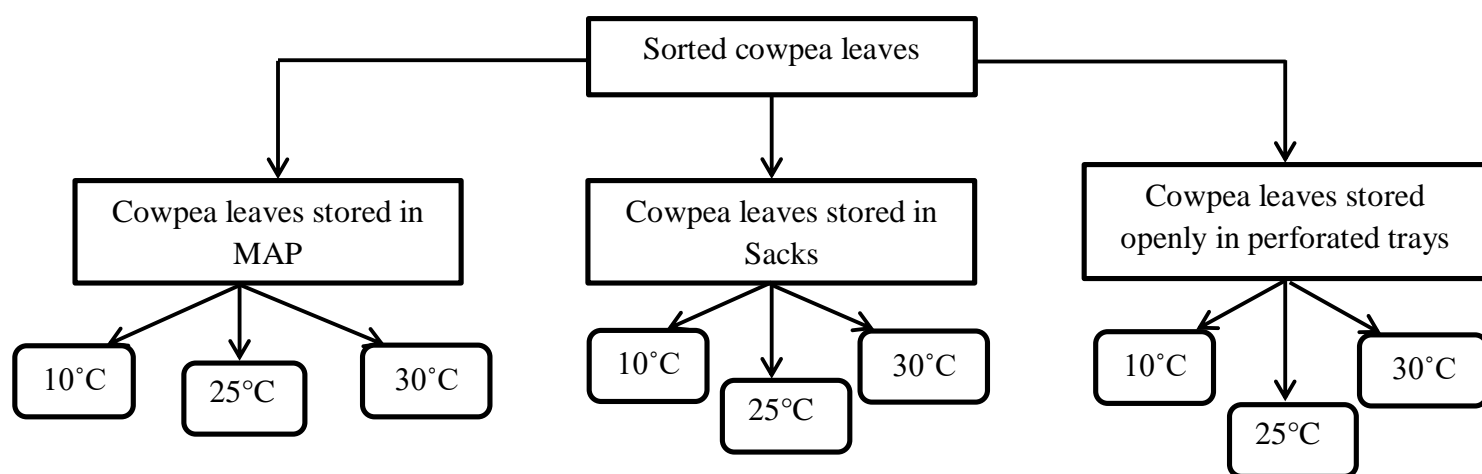 Sorted cowpea leaves
Cowpea leaves stored in
MAP
Cowpea leaves stored in
Sacks
Cowpea leaves stored
openly in perforated trays
10˚C
25°C
30˚C
10˚C
25°C
30˚C
10˚C
25°C
30˚C